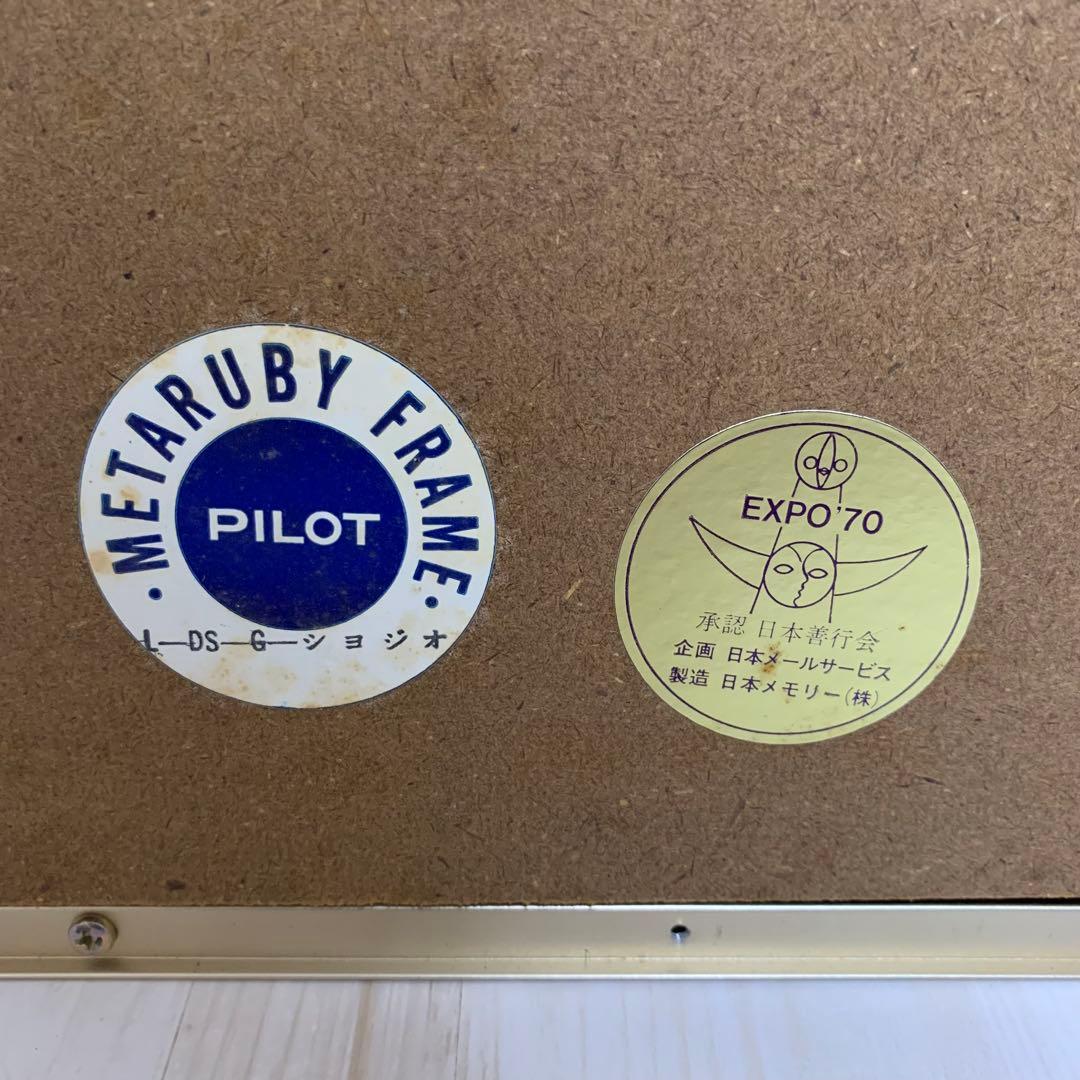 METARUBY FRAME
PILOT
L-DS-G-シヨジオ
EXPO'70
承認 日本善行会
企画 日本メールサービス
製造 日本メモリー(株)